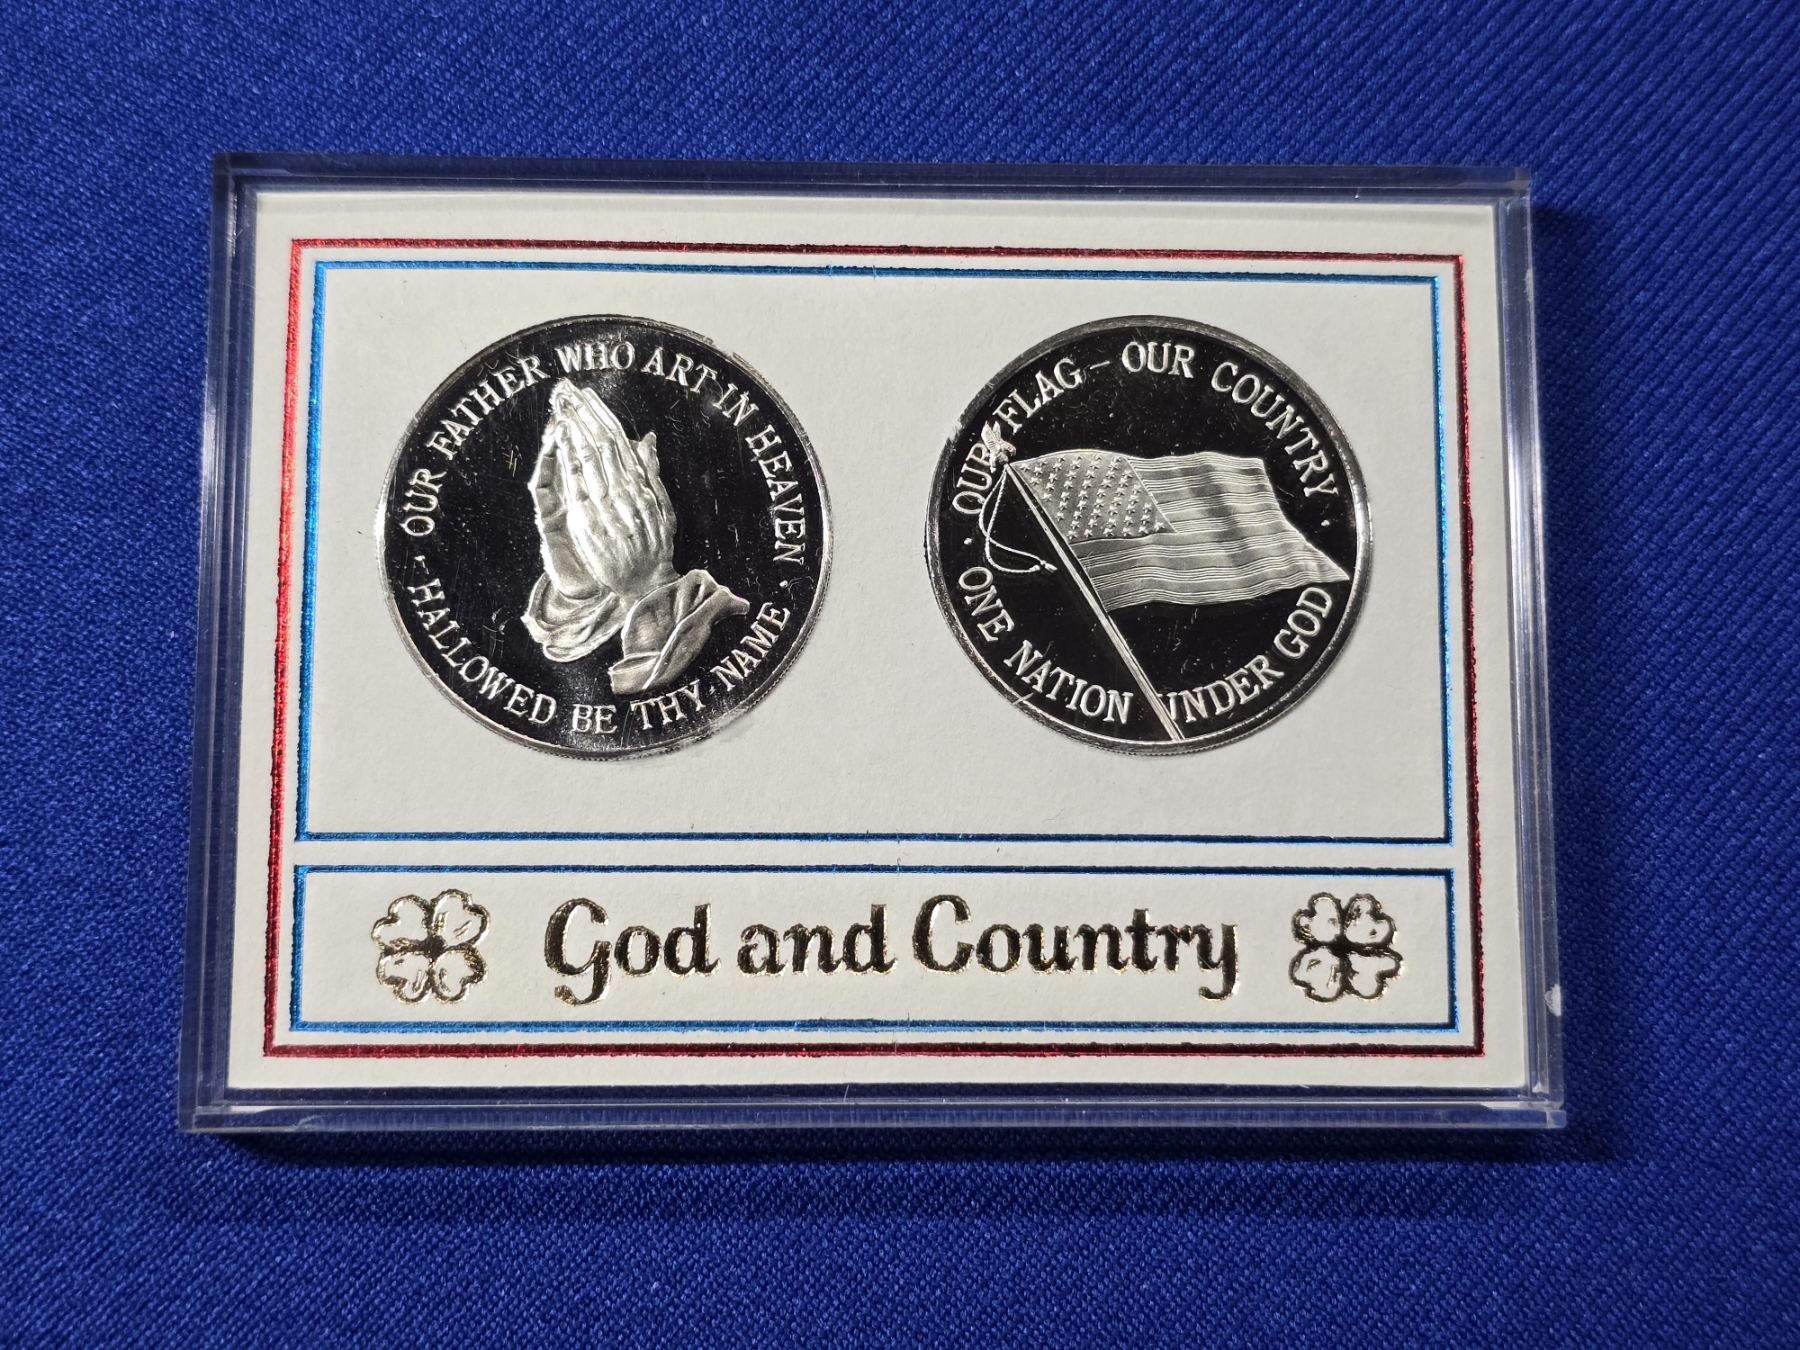 · OUR FATHER WHO ART IN HEAVEN ·
HALLOWED BE THY NAME
· OUR FLAG – OUR COUNTRY ·
ONE NATION UNDER GOD
God and Country